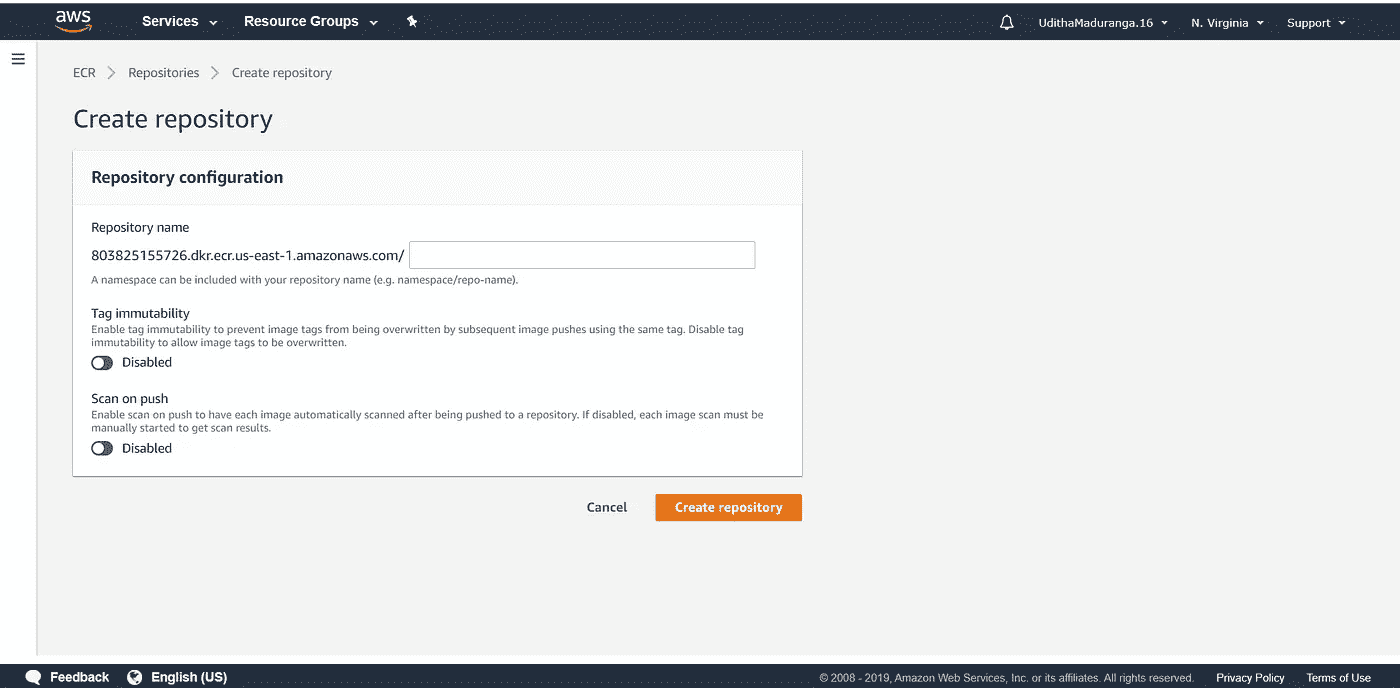 aws Services Resource Groups UdithaMaduranga.16 N. Virginia Support
ECR Repositories Create repository
Create repository
Repository configuration
Repository name
803825155726.dkr.ecr.us-east-1.amazonaws.com/
A namespace can be included with your repository name (e.g. namespace/repo-name).
Tag immutability
Enable tag immutability to prevent image tags from being overwritten by subsequent image pushes using the same tag. Disable tag
immutability to allow image tags to be overwritten.
Disabled
Scan on push
Enable scan on push to have each image automatically scanned after being pushed to a repository. If disabled, each image scan must be
manually started to get scan results.
Disabled
Cancel Create repository
Feedback English (US) © 2008 - 2019, Amazon Web Services, Inc. or its affiliates. All rights reserved. Privacy Policy Terms of Use